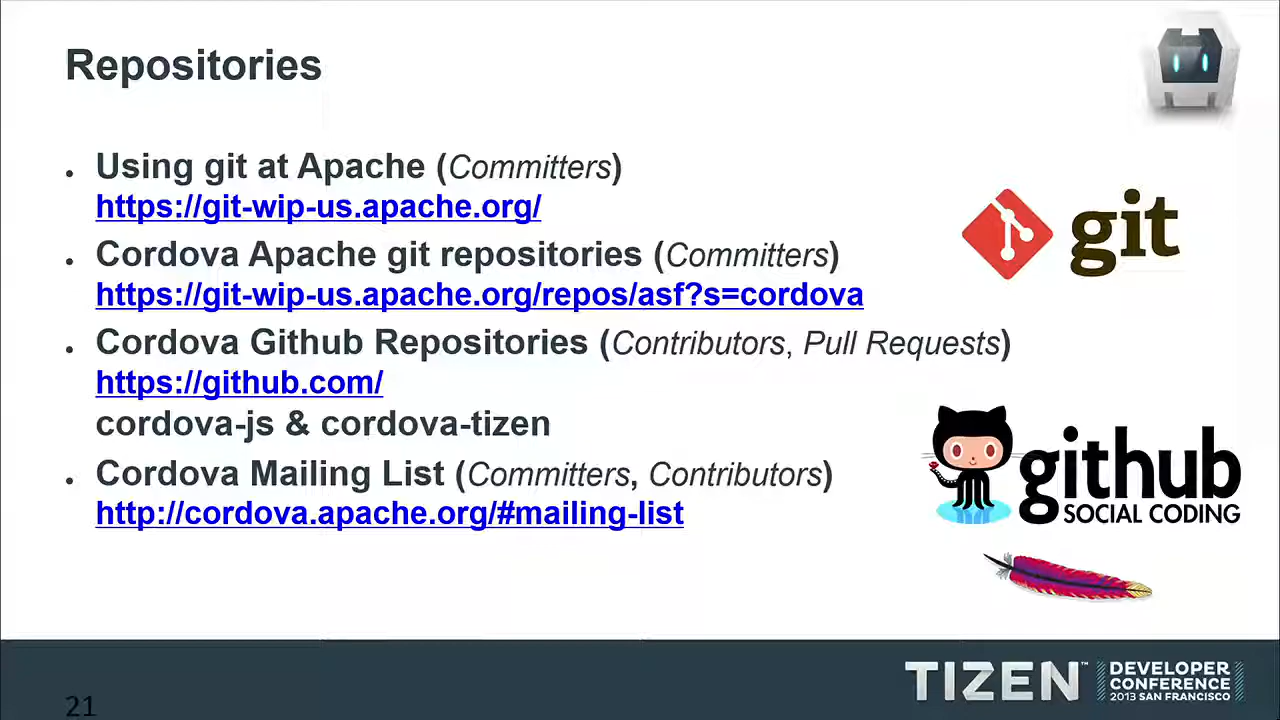 Repositories
• Using git at Apache (Committers)
https://git-wip-us.apache.org/
• Cordova Apache git repositories (Committers)
https://git-wip-us.apache.org/repos/asf?s=cordova
• Cordova Github Repositories (Contributors, Pull Requests)
https://github.com/
cordova-js & cordova-tizen
• Cordova Mailing List (Committers, Contributors)
http://cordova.apache.org/#mailing-list
git
github
SOCIAL CODING
21
TIZEN™
DEVELOPER
CONFERENCE
2013 SAN FRANCISCO